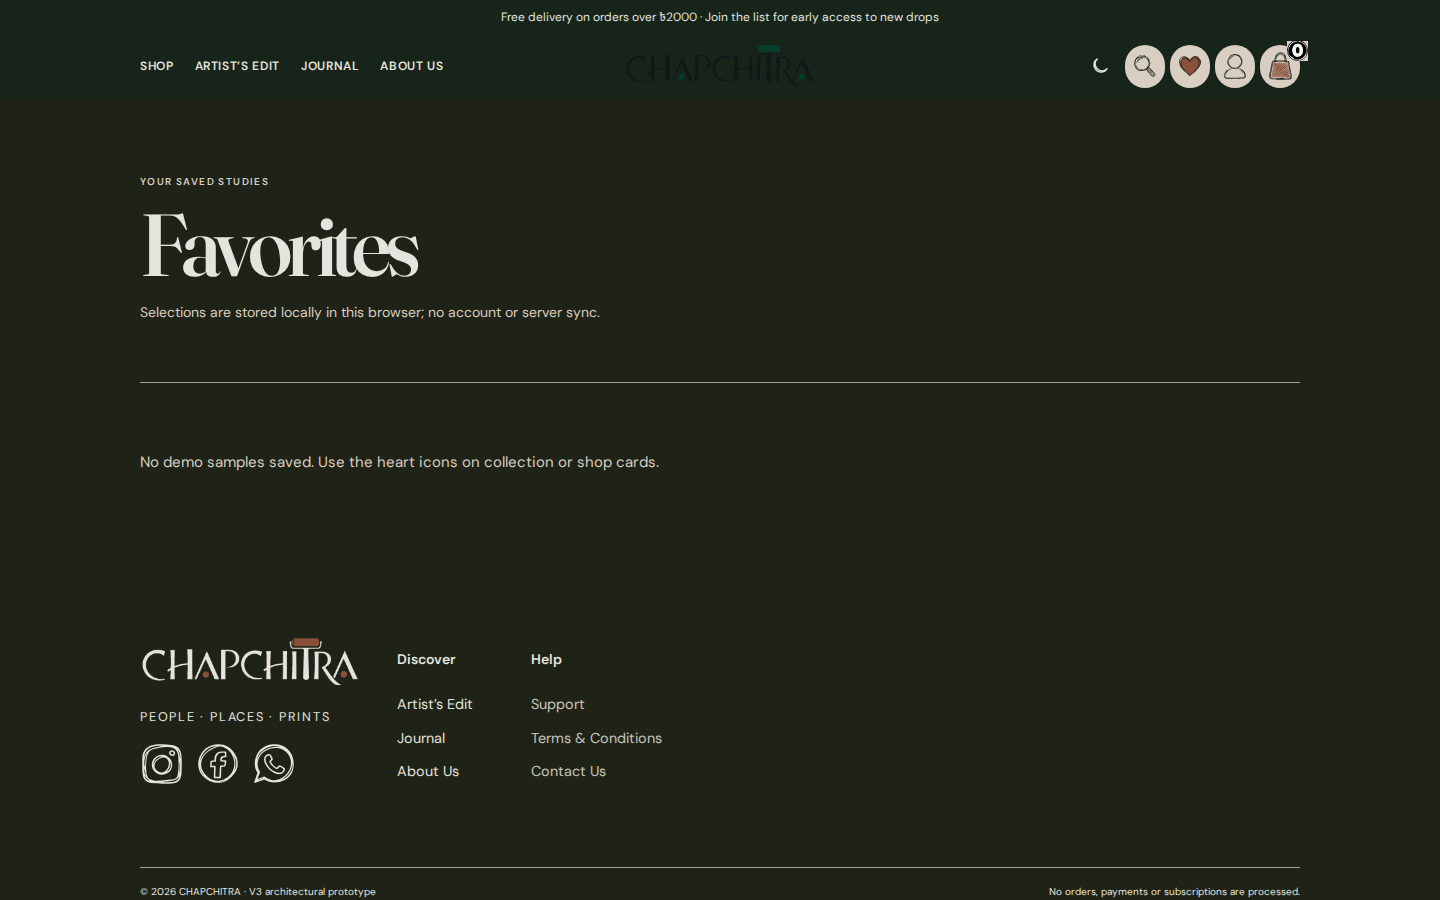 Free delivery on orders over ৳2000 · Join the list for early access to new drops
SHOP ARTIST’S EDIT JOURNAL ABOUT US
CHAPCHITRA
0
YOUR SAVED STUDIES
Favorites
Selections are stored locally in this browser; no account or server sync.
No demo samples saved. Use the heart icons on collection or shop cards.
CHAPCHITRA
PEOPLE · PLACES · PRINTS
Discover
Artist’s Edit
Journal
About Us
Help
Support
Terms & Conditions
Contact Us
© 2026 CHAPCHITRA · V3 architectural prototype
No orders, payments or subscriptions are processed.